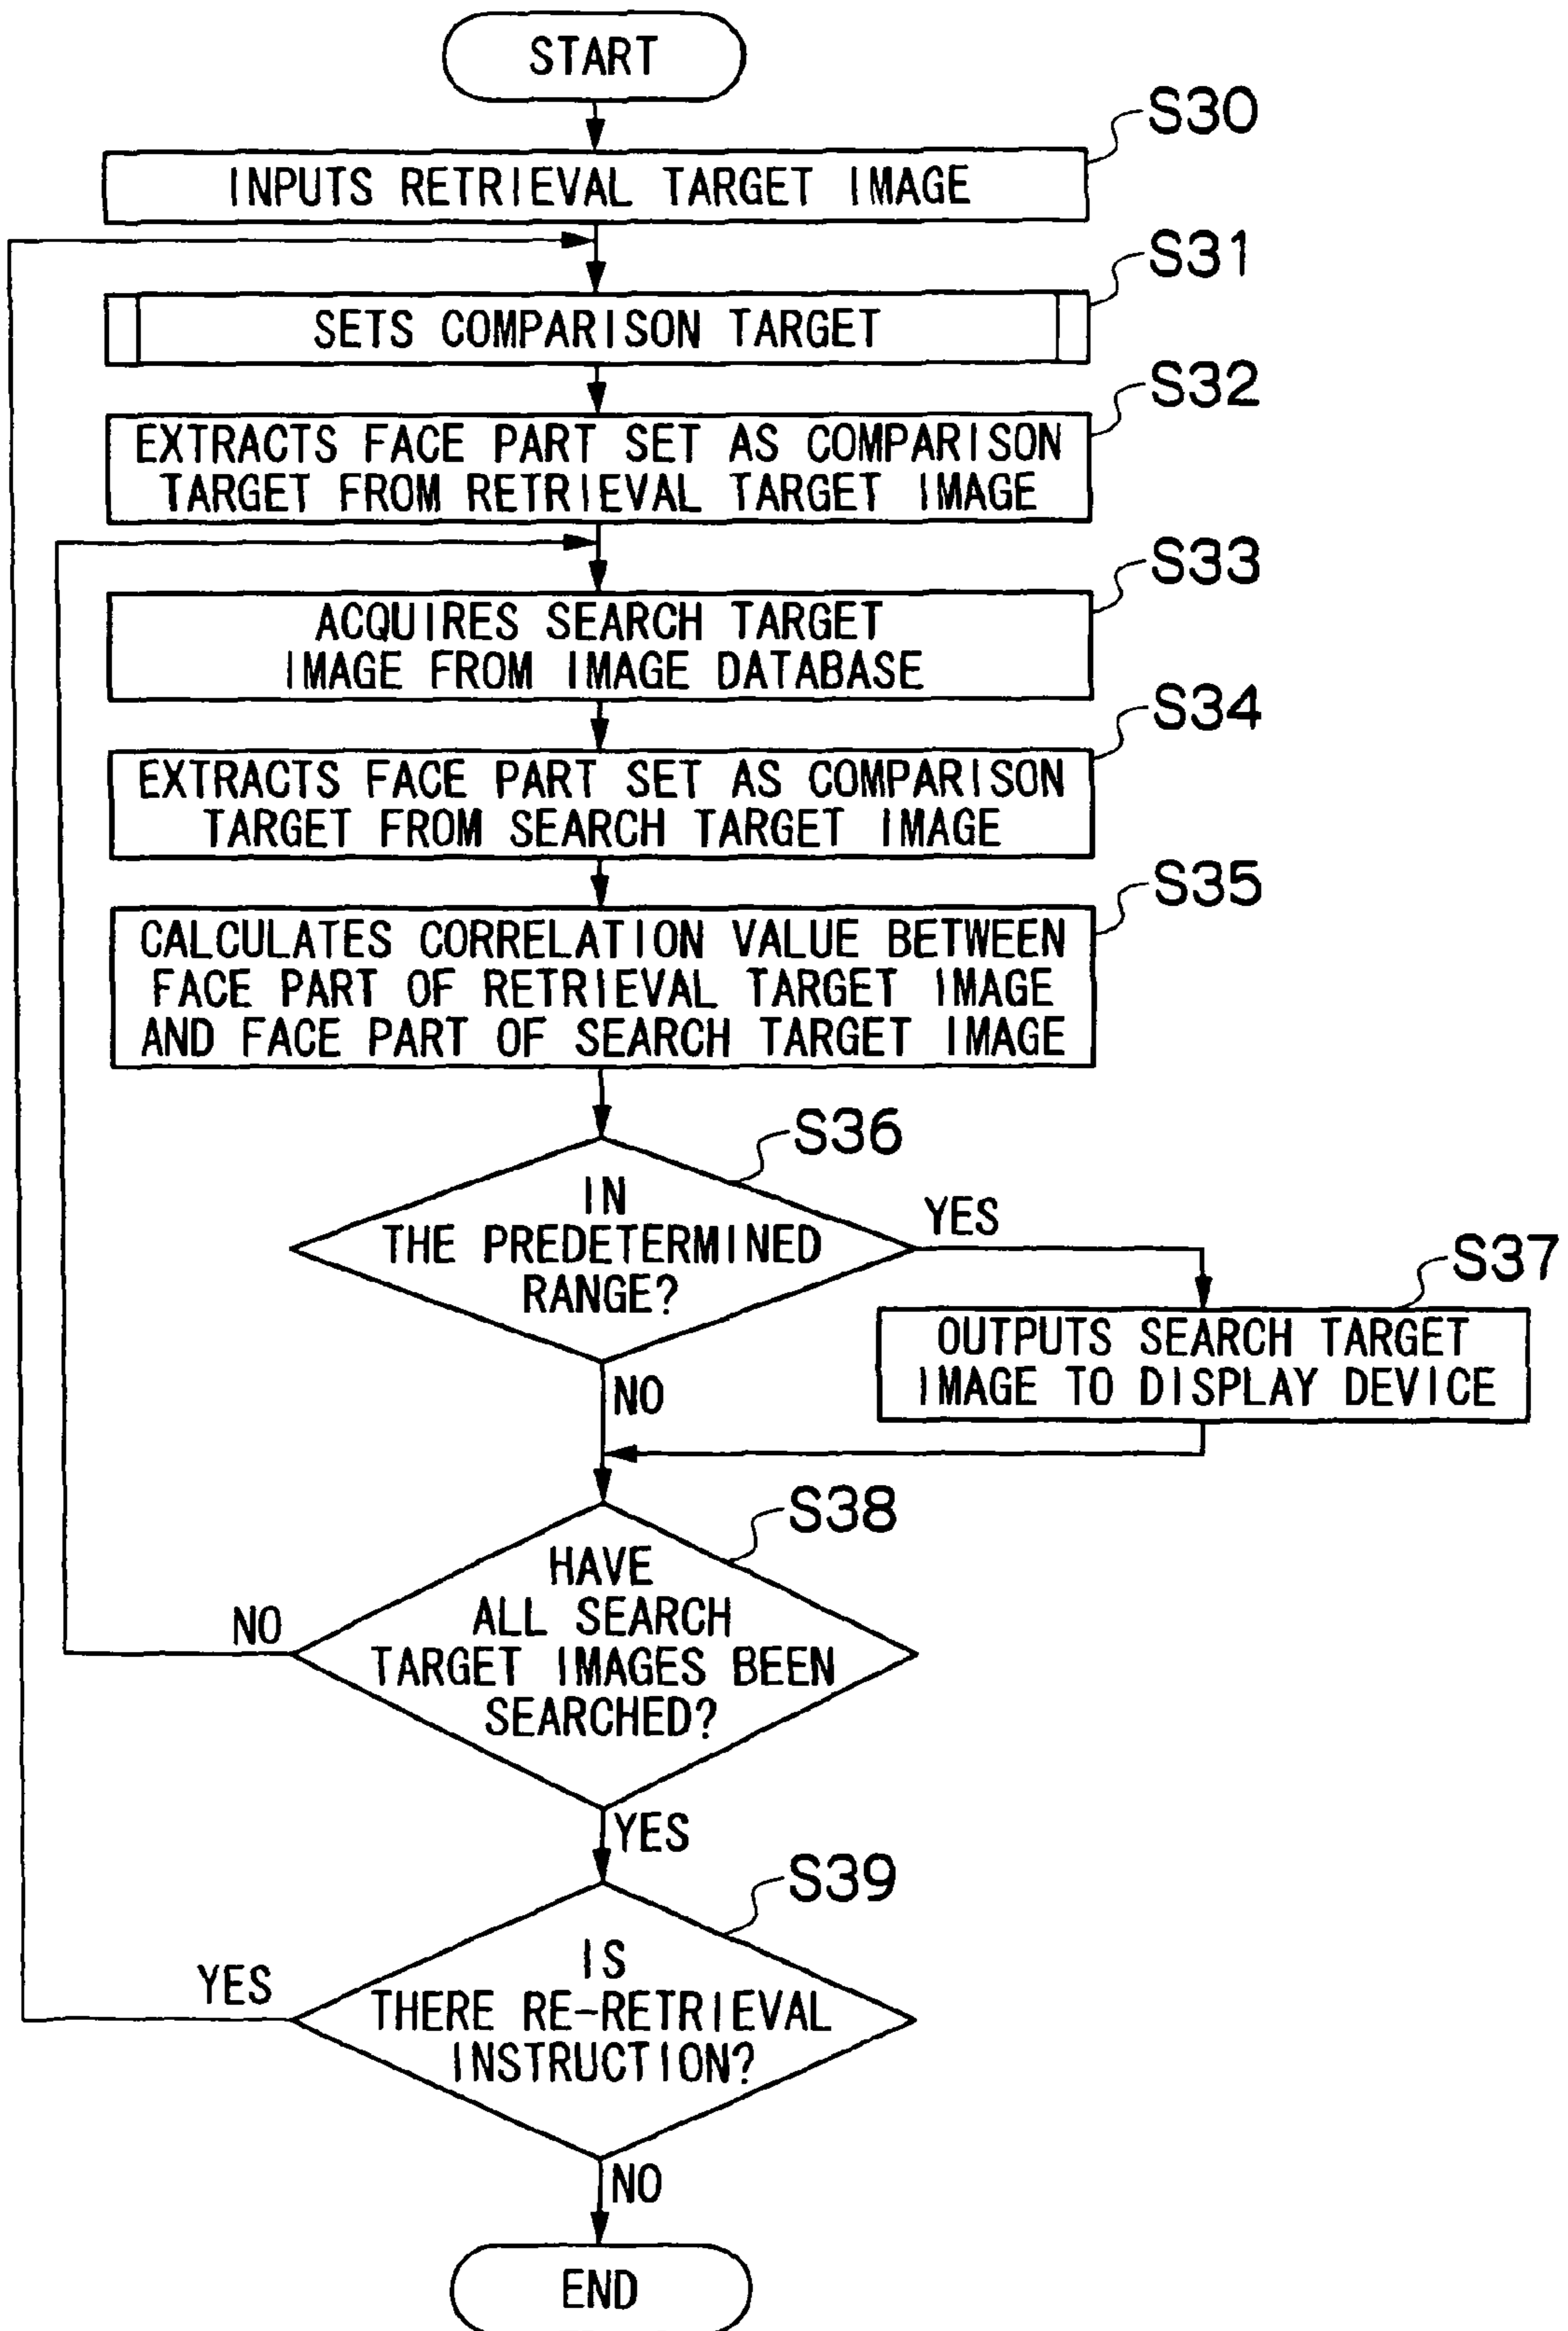 START
S30
INPUTS RETRIEVAL TARGET IMAGE
S31
SETS COMPARISON TARGET
S32
EXTRACTS FACE PART SET AS COMPARISON
TARGET FROM RETRIEVAL TARGET IMAGE
S33
ACQUIRES SEARCH TARGET
IMAGE FROM IMAGE DATABASE
S34
EXTRACTS FACE PART SET AS COMPARISON
TARGET FROM SEARCH TARGET IMAGE
S35
CALCULATES CORRELATION VALUE BETWEEN
FACE PART OF RETRIEVAL TARGET IMAGE
AND FACE PART OF SEARCH TARGET IMAGE
S36
IN
THE PREDETERMINED
RANGE?
YES
S37
OUTPUTS SEARCH TARGET
IMAGE TO DISPLAY DEVICE
NO
S38
HAVE
ALL SEARCH
TARGET IMAGES BEEN
SEARCHED?
NO
YES
S39
IS
THERE RE-RETRIEVAL
INSTRUCTION?
YES
NO
END